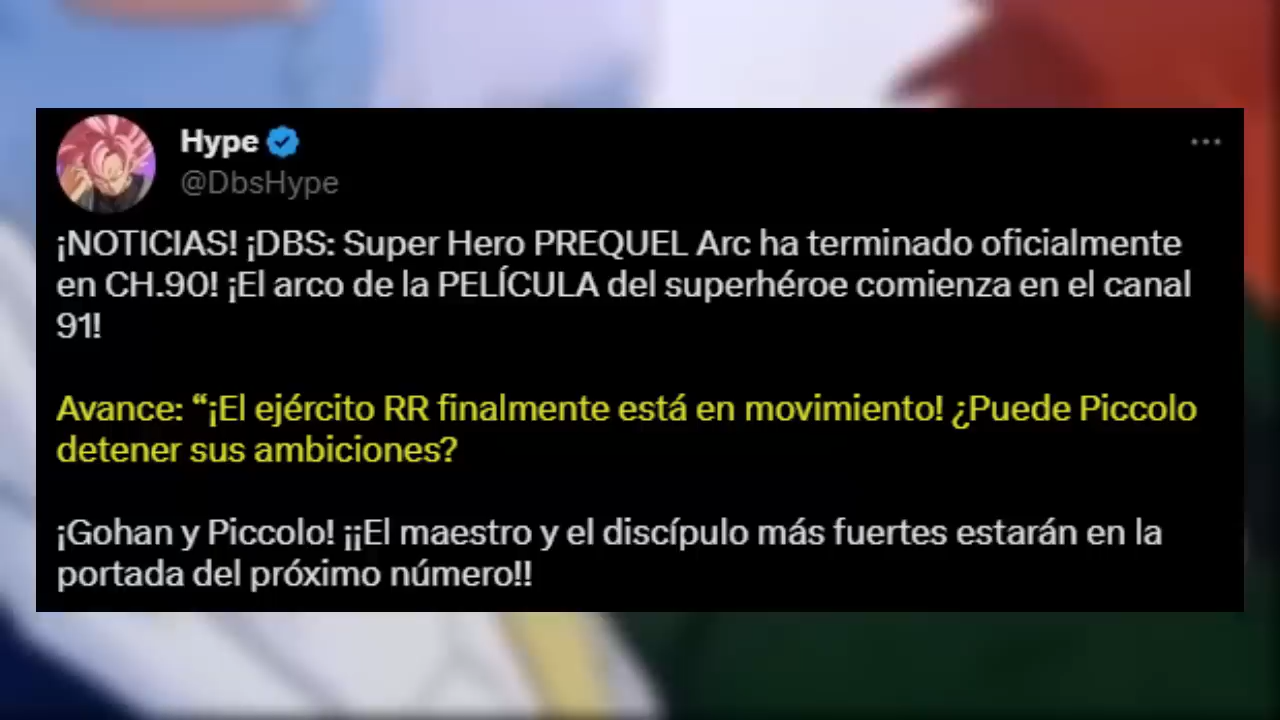 Hype
@DbsHype
¡NOTICIAS! ¡DBS: Super Hero PREQUEL Arc ha terminado oficialmente
en CH.90! ¡El arco de la PELÍCULA del superhéroe comienza en el canal
91!
Avance: “¡El ejército RR finalmente está en movimiento! ¿Puede Piccolo
detener sus ambiciones?
¡Gohan y Piccolo! ¡¡El maestro y el discípulo más fuertes estarán en la
portada del próximo número!!